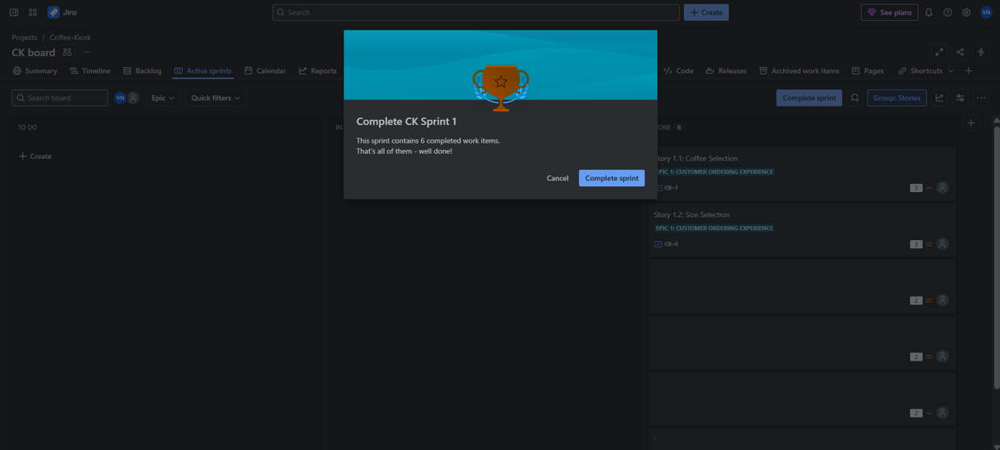 Jira
Search
Create
See plans
VN
Projects / Coffee-Kiosk
CK board
Summary
Timeline
Backlog
Active sprints
Calendar
Reports
Code
Releases
Archived work items
Pages
Shortcuts
Search board
VN
Epic
Quick filters
Complete sprint
Group: Stories
TO DO
Create
IN
ONE 6
Complete CK Sprint 1
This sprint contains 6 completed work items.
That's all of them - well done!
Cancel
Complete sprint
tory 1.1: Coffee Selection
EPIC 1: CUSTOMER ORDERING EXPERIENCE
CK-7
5
Story 1.2: Size Selection
EPIC 1: CUSTOMER ORDERING EXPERIENCE
CK-8
3
2
2
2